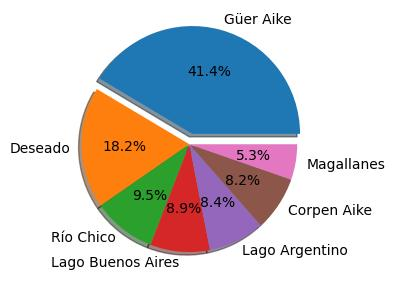 Güer Aike
41.4%
Deseado
18.2%
5.3%
Magallanes
8.2%
9.5%
8.4%
8.9%
Corpen Aike
Río Chico
Lago Argentino
Lago Buenos Aires